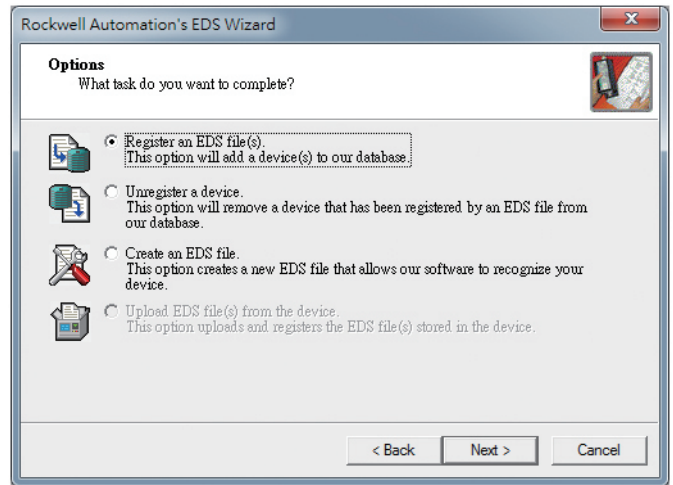 Rockwell Automation's EDS Wizard
Options
What task do you want to complete?
Register an EDS file(s).
This option will add a device(s) to our database.
Unregister a device.
This option will remove a device that has been registered by an EDS file from
our database.
Create an EDS file.
This option creates a new EDS file that allows our software to recognize your
device.
Upload EDS file(s) from the device.
This option uploads and registers the EDS file(s) stored in the device.
< Back
Next >
Cancel